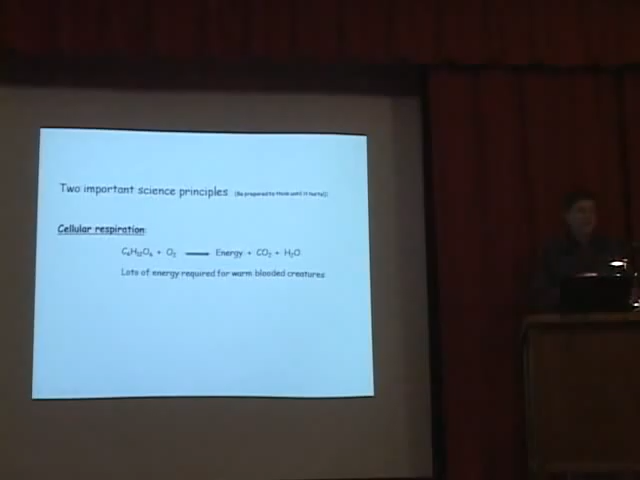 Two important science principles (Be prepared to think until it hurts!)
Cellular respiration:
C₆H₁₂O₆ + O₂ —— Energy + CO₂ + H₂O
Lots of energy required for warm blooded creatures